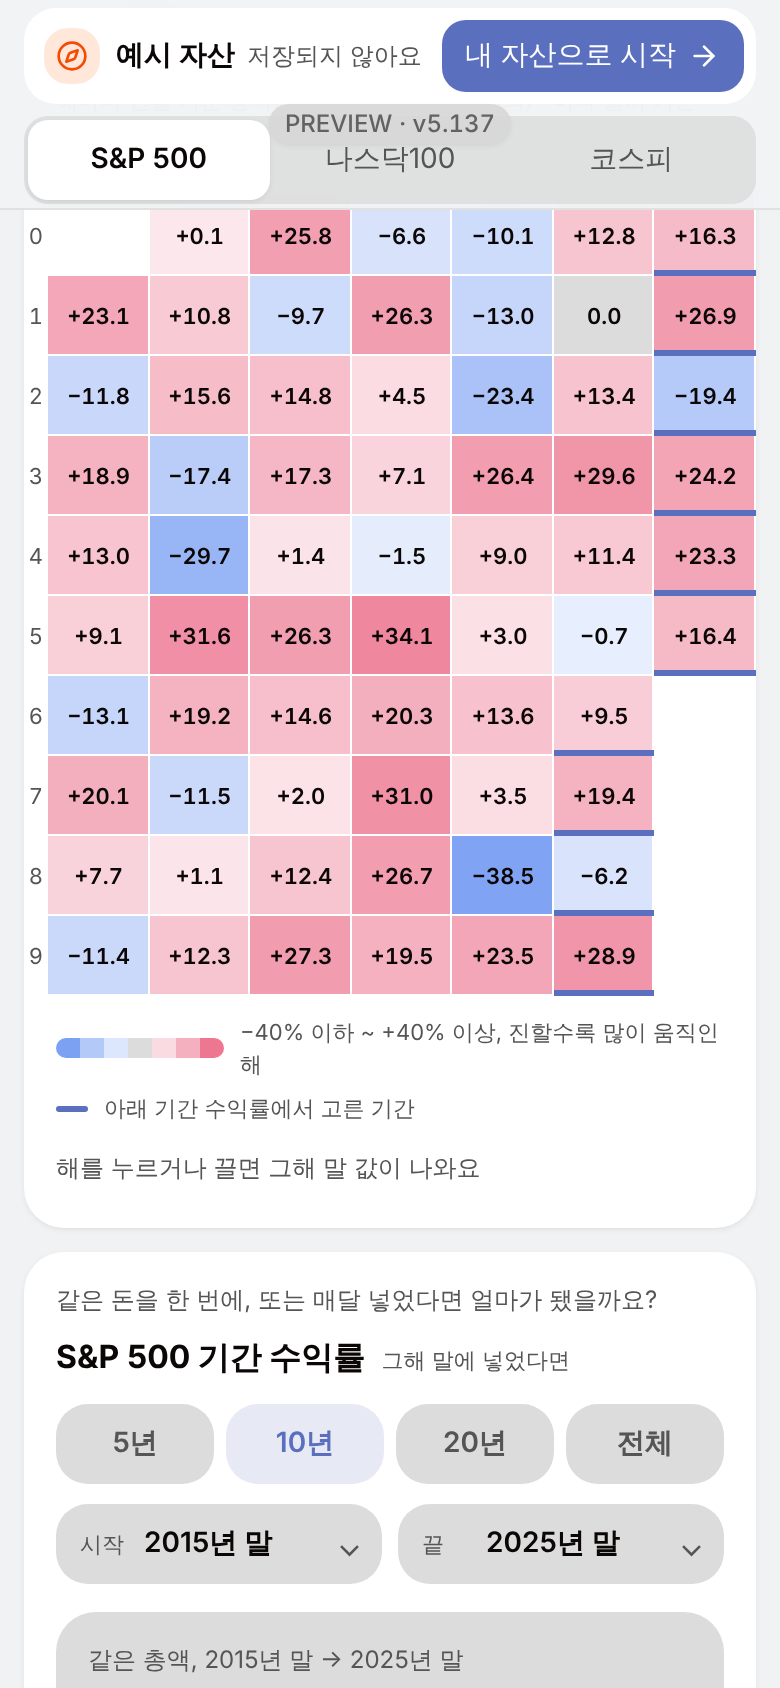 예시 자산 저장되지 않아요 내 자산으로 시작 →
PREVIEW · v5.137
S&P 500 나스닥100 코스피
0 +0.1 +25.8 −6.6 −10.1 +12.8 +16.3
1 +23.1 +10.8 −9.7 +26.3 −13.0 0.0 +26.9
2 −11.8 +15.6 +14.8 +4.5 −23.4 +13.4 −19.4
3 +18.9 −17.4 +17.3 +7.1 +26.4 +29.6 +24.2
4 +13.0 −29.7 +1.4 −1.5 +9.0 +11.4 +23.3
5 +9.1 +31.6 +26.3 +34.1 +3.0 −0.7 +16.4
6 −13.1 +19.2 +14.6 +20.3 +13.6 +9.5
7 +20.1 −11.5 +2.0 +31.0 +3.5 +19.4
8 +7.7 +1.1 +12.4 +26.7 −38.5 −6.2
9 −11.4 +12.3 +27.3 +19.5 +23.5 +28.9
−40% 이하 ~ +40% 이상, 진할수록 많이 움직인
해
아래 기간 수익률에서 고른 기간
해를 누르거나 끌면 그해 말 값이 나와요
같은 돈을 한 번에, 또는 매달 넣었다면 얼마가 됐을까요?
S&P 500 기간 수익률 그해 말에 넣었다면
5년 10년 20년 전체
시작 2015년 말 끝 2025년 말
같은 총액, 2015년 말 → 2025년 말